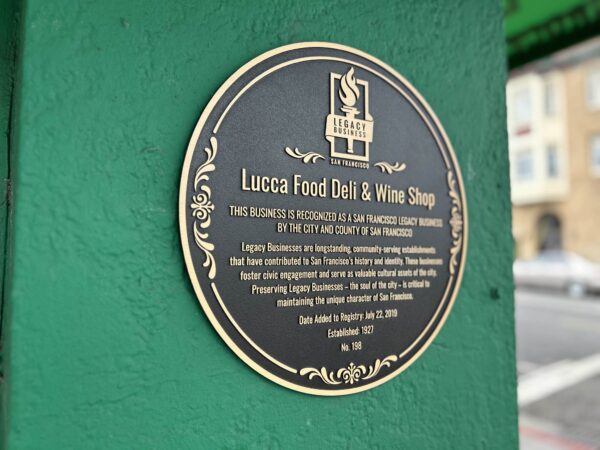 LEGACY
BUSINESS
SAN FRANCISCO
Lucca Food Deli & Wine Shop
THIS BUSINESS IS RECOGNIZED AS A SAN FRANCISCO LEGACY BUSINESS
BY THE CITY AND COUNTY OF SAN FRANCISCO
Legacy Businesses are longstanding, community-serving establishments
that have contributed to San Francisco's history and identity. These businesses
foster civic engagement and serve as valuable cultural assets of the city.
Preserving Legacy Businesses – the soul of the city – is critical to
maintaining the unique character of San Francisco.
Date Added to Registry: July 22, 2019
Established: 1927
No. 198